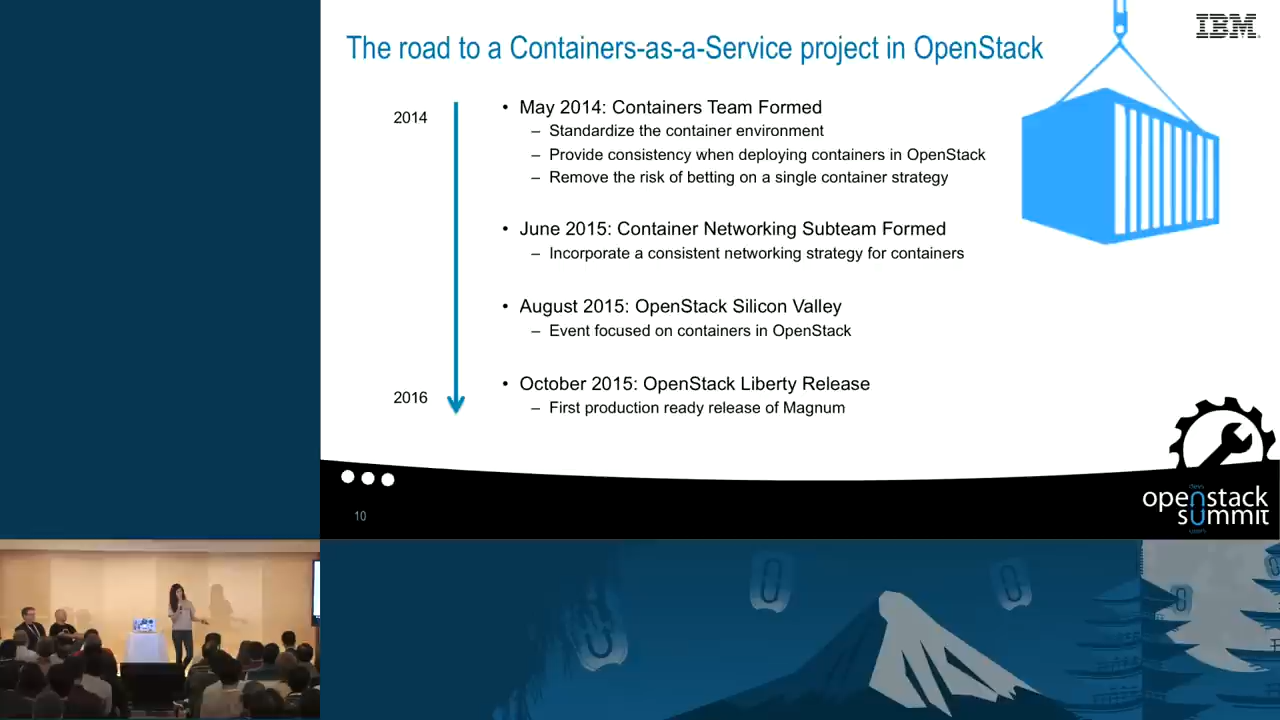 IBM
The road to a Containers-as-a-Service project in OpenStack
2014
• May 2014: Containers Team Formed
– Standardize the container environment
– Provide consistency when deploying containers in OpenStack
– Remove the risk of betting on a single container strategy
• June 2015: Container Networking Subteam Formed
– Incorporate a consistent networking strategy for containers
• August 2015: OpenStack Silicon Valley
– Event focused on containers in OpenStack
2016
• October 2015: OpenStack Liberty Release
– First production ready release of Magnum
10
devs
openstack
summit
users